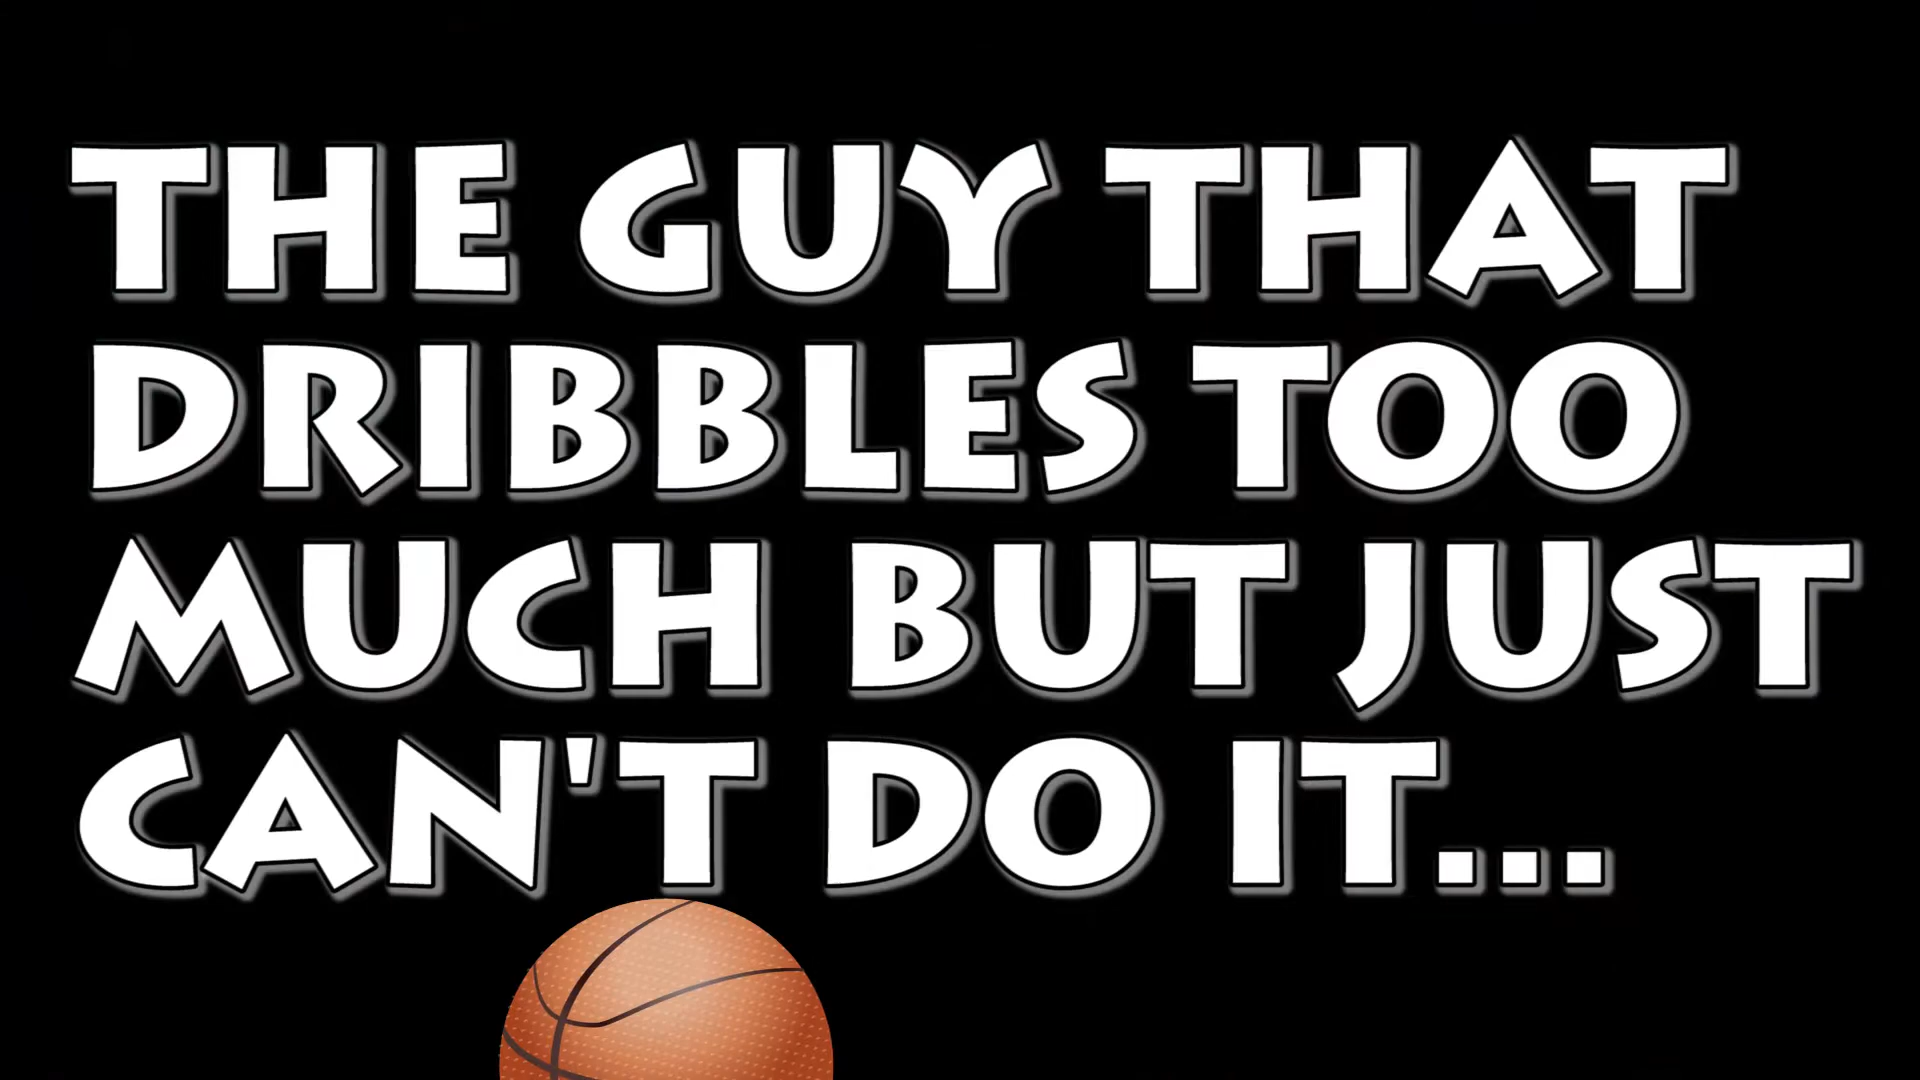 THE GUY THAT
DRIBBLES TOO
MUCH BUT JUST
CAN'T DO IT...